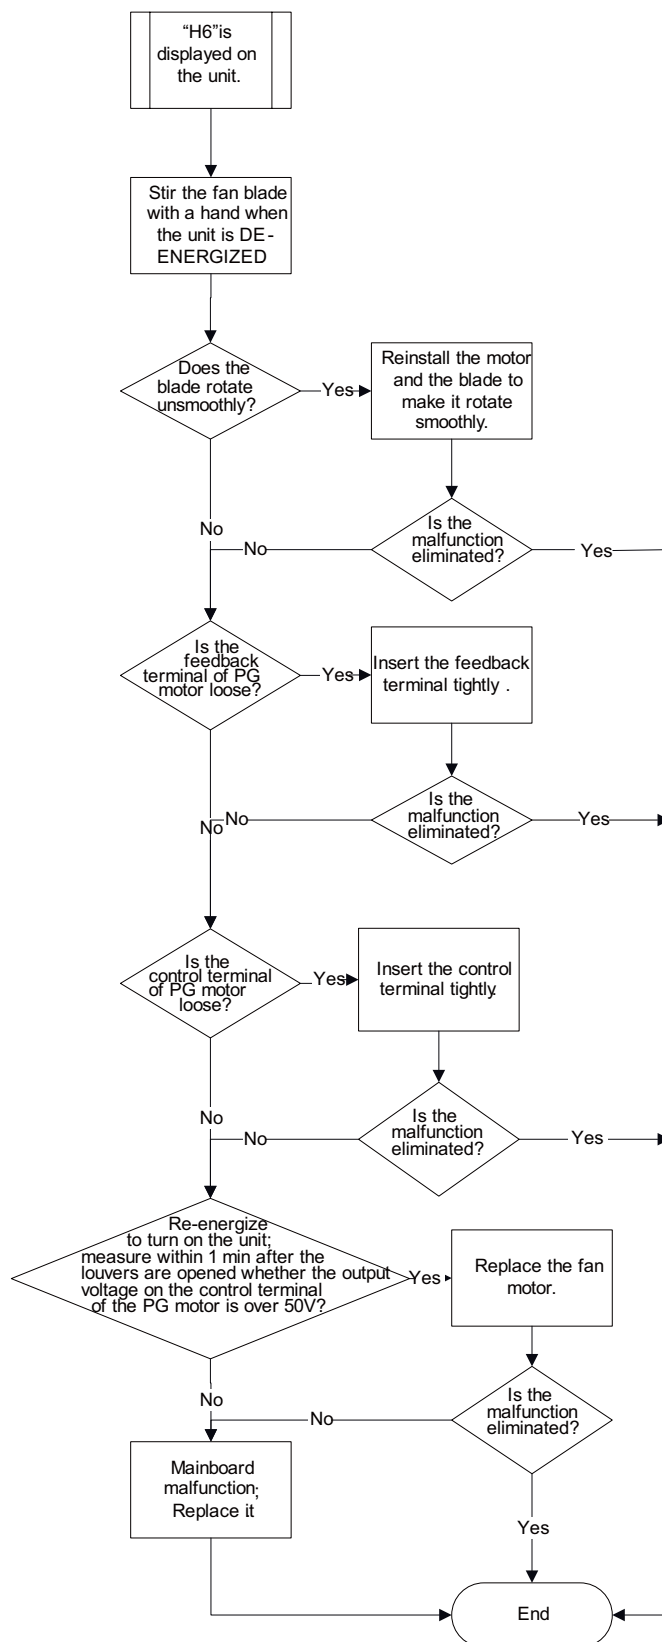 “H6”is
displayed on
the unit.
Stir the fan blade
with a hand when
the unit is DE-
ENERGIZED
Does the
blade rotate
unsmoothly?
Yes
Reinstall the motor
and the blade to
make it rotate
smoothly.
No
Is the
malfunction
eliminated?
No
Yes
Is the
feedback
terminal of PG
motor loose?
Yes
Insert the feedback
terminal tightly .
Is the
malfunction
eliminated?
No
No
Yes
Is the
control terminal
of PG motor
loose?
Yes
Insert the control
terminal tightly.
No
Is the
malfunction
eliminated?
No
Yes
Re-energize
to turn on the unit;
measure within 1 min after the
louvers are opened whether the output
voltage on the control terminal
of the PG motor is over 50V?
Yes
Replace the fan
motor.
No
Is the
malfunction
eliminated?
No
Mainboard
malfunction;
Replace it
Yes
End